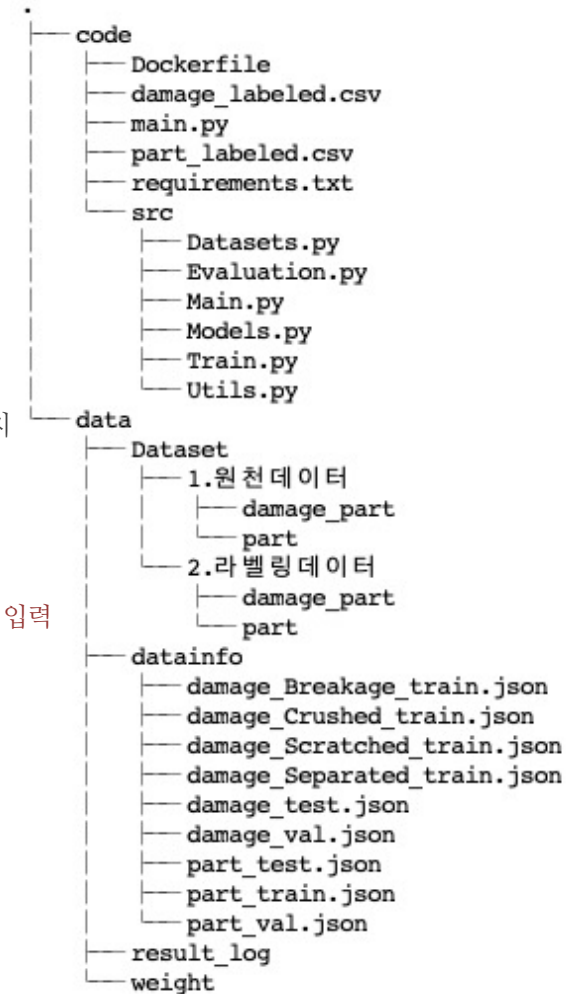 .
├── code
│   ├── Dockerfile
│   ├── damage_labeled.csv
│   ├── main.py
│   ├── part_labeled.csv
│   ├── requirements.txt
│   └── src
│       ├── Datasets.py
│       ├── Evaluation.py
│       ├── Main.py
│       ├── Models.py
│       ├── Train.py
│       └── Utils.py
└── data
    ├── Dataset
    │   ├── 1.원천데이터
    │   │   ├── damage_part
    │   │   └── part
    │   └── 2.라벨링데이터
    │       ├── damage_part
입력
    │       └── part
    ├── datainfo
    │   ├── damage_Breakage_train.json
    │   ├── damage_Crushed_train.json
    │   ├── damage_Scratched_train.json
    │   ├── damage_Separated_train.json
    │   ├── damage_test.json
    │   ├── damage_val.json
    │   ├── part_test.json
    │   ├── part_train.json
    │   └── part_val.json
    ├── result_log
    └── weight